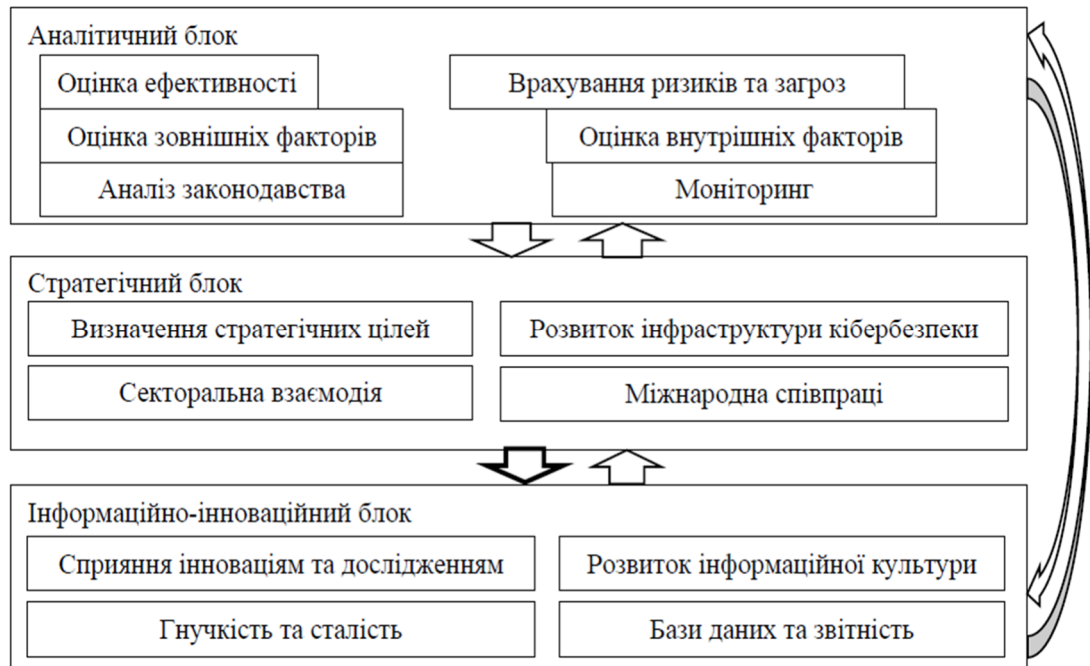 Аналітичний блок
Оцінка ефективності
Врахування ризиків та загроз
Оцінка зовнішніх факторів
Оцінка внутрішніх факторів
Аналіз законодавства
Моніторинг
Стратегічний блок
Визначення стратегічних цілей
Розвиток інфраструктури кібербезпеки
Секторальна взаємодія
Міжнародна співпраці
Інформаційно-інноваційний блок
Сприяння інноваціям та дослідженням
Розвиток інформаційної культури
Гнучкість та сталість
Бази даних та звітність